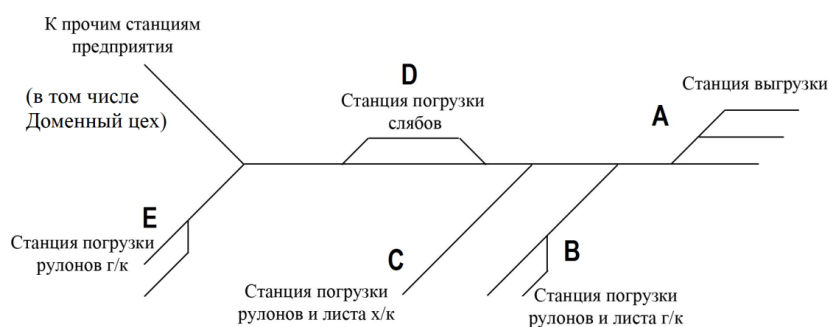 К прочим станциям
предприятия
(в том числе
Доменный цех)
D
Станция погрузки
слябов
Станция выгрузки
A
E
Станция погрузки
рулонов г/к
C
Станция погрузки
рулонов и листа х/к
B
Станция погрузки
рулонов и листа г/к